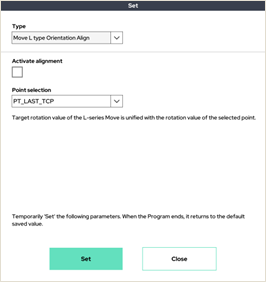 Set
Type
Move L type Orientation Align
Activate alignment
Point selection
PT_LAST_TCP
Target rotation value of the L-series Move is unified with the rotation value of the selected point.
Temporarily 'Set' the following parameters. When the Program ends, it returns to the default
saved value.
Set
Close